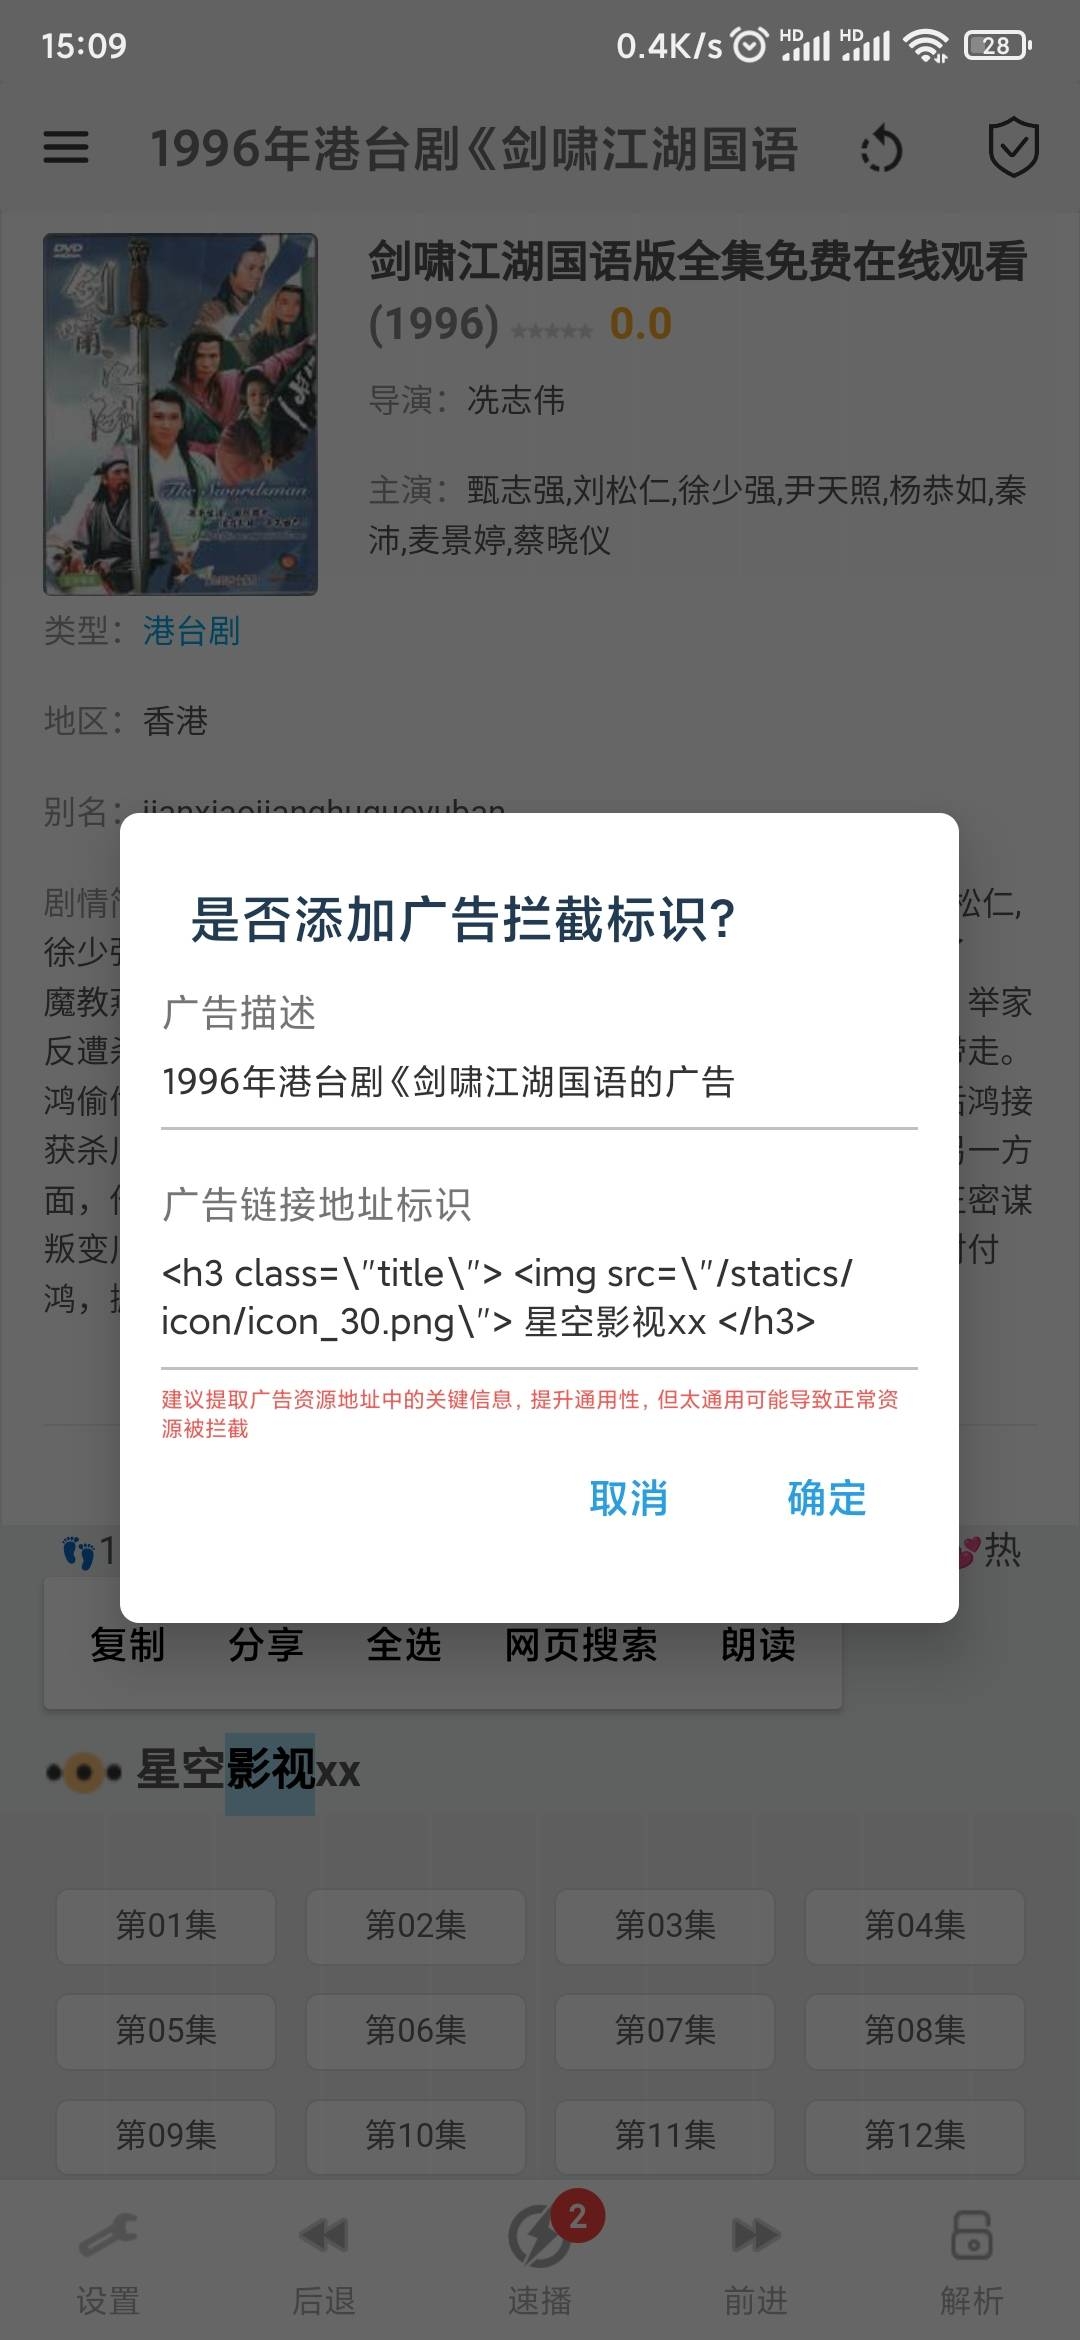 15:09
0.4K/s HD HD 28
1996年港台剧《剑啸江湖国语
DVD
剑啸江湖
The Swordsman
剑啸江湖国语版全集免费在线观看
(1996) 0.0
导演：冼志伟
主演：甄志强,刘松仁,徐少强,尹天照,杨恭如,秦
沛,麦景婷,蔡晓仪
类型：港台剧
地区：香港
别名：jianxiaojianghuguoyuban
剧情
松仁,
徐少
魔教
举家
反遭
走。
鸿偷
鸿接
获杀
一方
面，
密谋
叛变
付
鸿，
是否添加广告拦截标识?
广告描述
1996年港台剧《剑啸江湖国语的广告
广告链接地址标识
<h3 class=\"title\"> <img src=\"/statics/
icon/icon_30.png\"> 星空影视xx </h3>
建议提取广告资源地址中的关键信息，提升通用性，但太通用可能导致正常资
源被拦截
取消 确定
👣1
💕热
复制 分享 全选 网页搜索 朗读
星空影视xx
第01集 第02集 第03集 第04集
第05集 第06集 第07集 第08集
第09集 第10集 第11集 第12集
2
设置 后退 速播 前进 解析